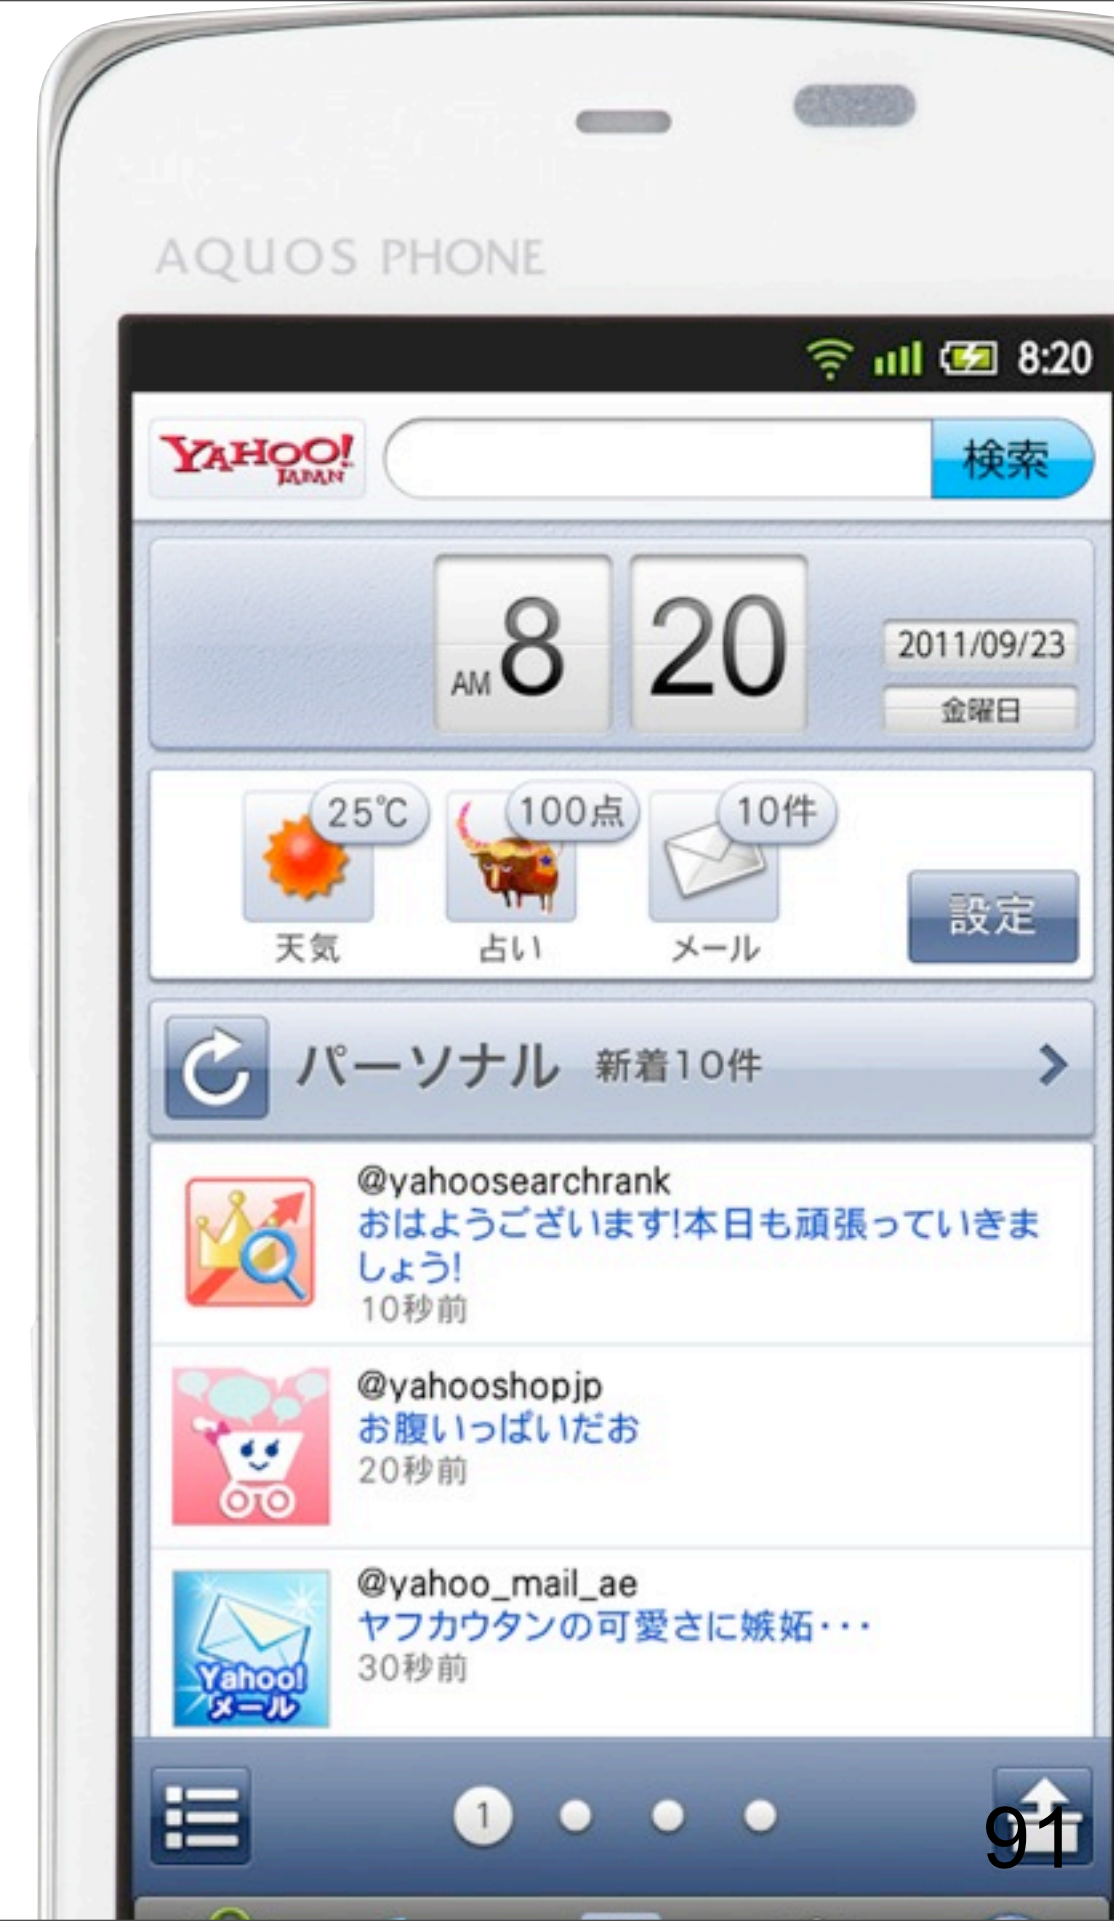 AQUOS PHONE
8:20
YAHOO!
JAPAN
検索
AM 8 20
2011/09/23
金曜日
25℃
100点
10件
天気
占い
メール
設定
パーソナル 新着10件
@yahoosearchrank
おはようございます!本日も頑張っていきま
しょう!
10秒前
@yahooshopjp
お腹いっぱいだお
20秒前
@yahoo_mail_ae
ヤフカウタンの可愛さに嫉妬･･･
30秒前
Yahoo!
メール
1
91